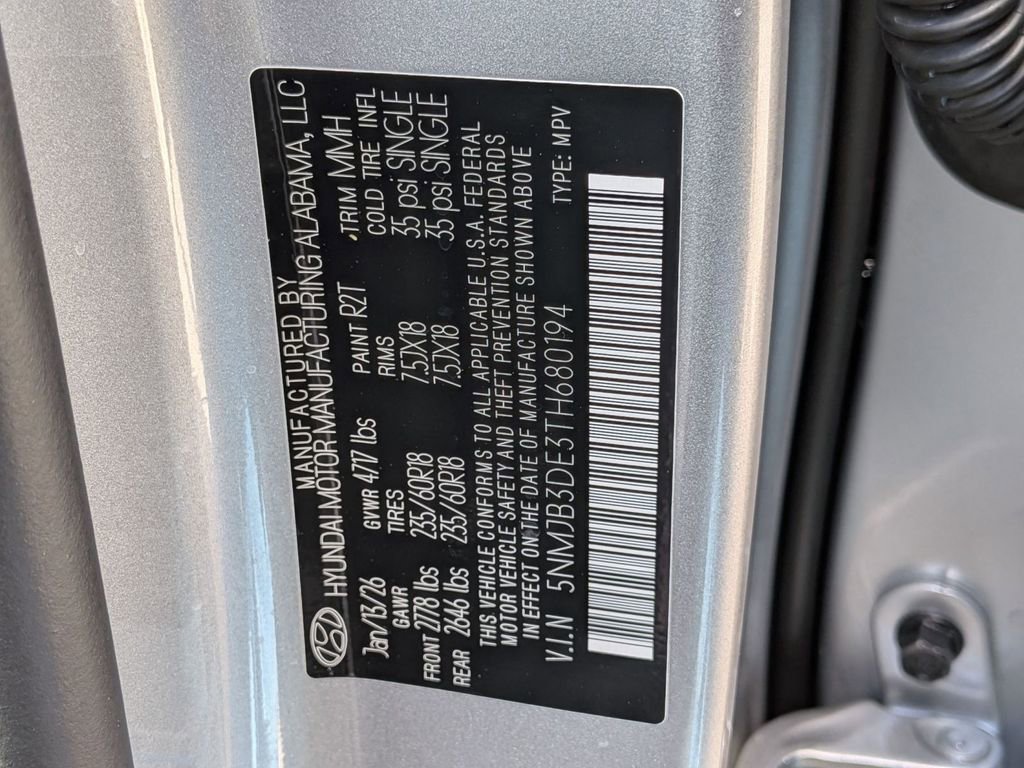 MANUFACTURED BY
HYUNDAI MOTOR MANUFACTURING ALABAMA, LLC
Jan/13/26 GVWR 4717 lbs PAINT R2T TRIM MMH
GAWR TIRES RIMS COLD TIRE INFL
FRONT 2778 lbs 235/60R18 7.5JX18 35 psi SINGLE
REAR 2646 lbs 235/60R18 7.5JX18 35 psi SINGLE
THIS VEHICLE CONFORMS TO ALL APPLICABLE U.S.A. FEDERAL
MOTOR VEHICLE SAFETY AND THEFT PREVENTION STANDARDS
IN EFFECT ON THE DATE OF MANUFACTURE SHOWN ABOVE
V.I.N 5NMJB3DE3TH680194 TYPE: MPV